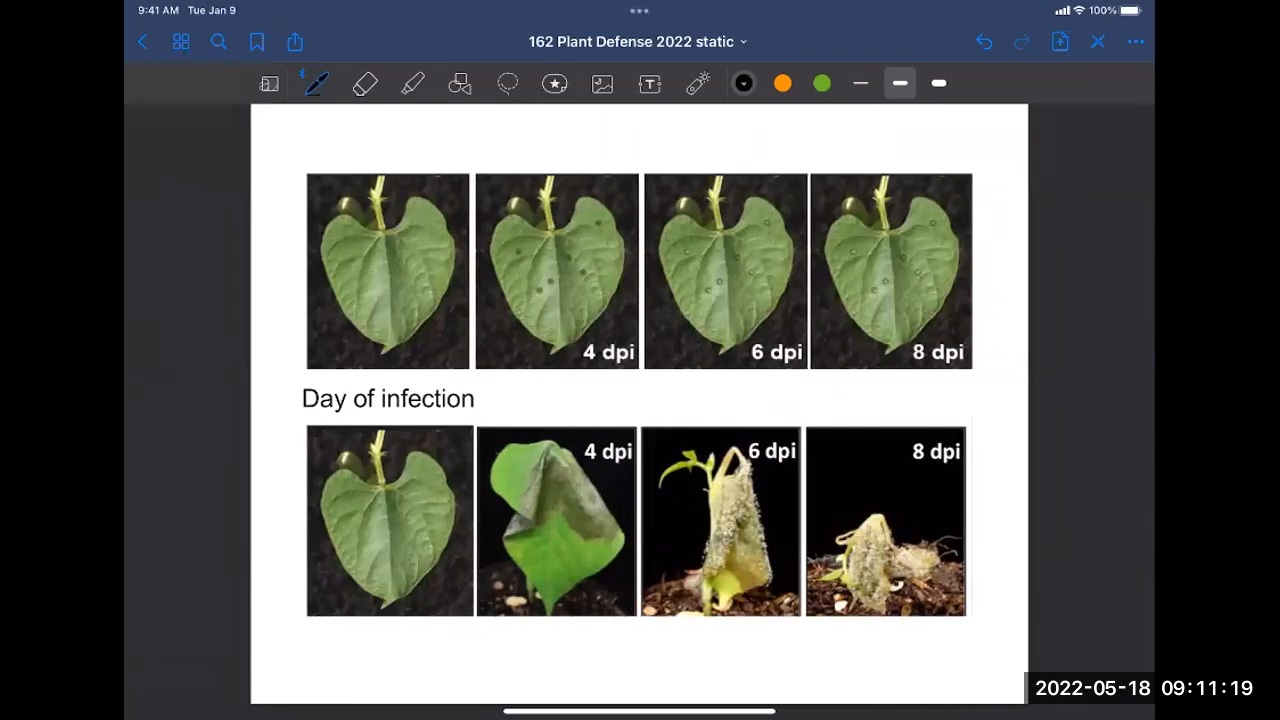 9:41 AM Tue Jan 9
100%
162 Plant Defense 2022 static
T
4 dpi
6 dpi
8 dpi
Day of infection
4 dpi
6 dpi
8 dpi
2022-05-18 09:11:19